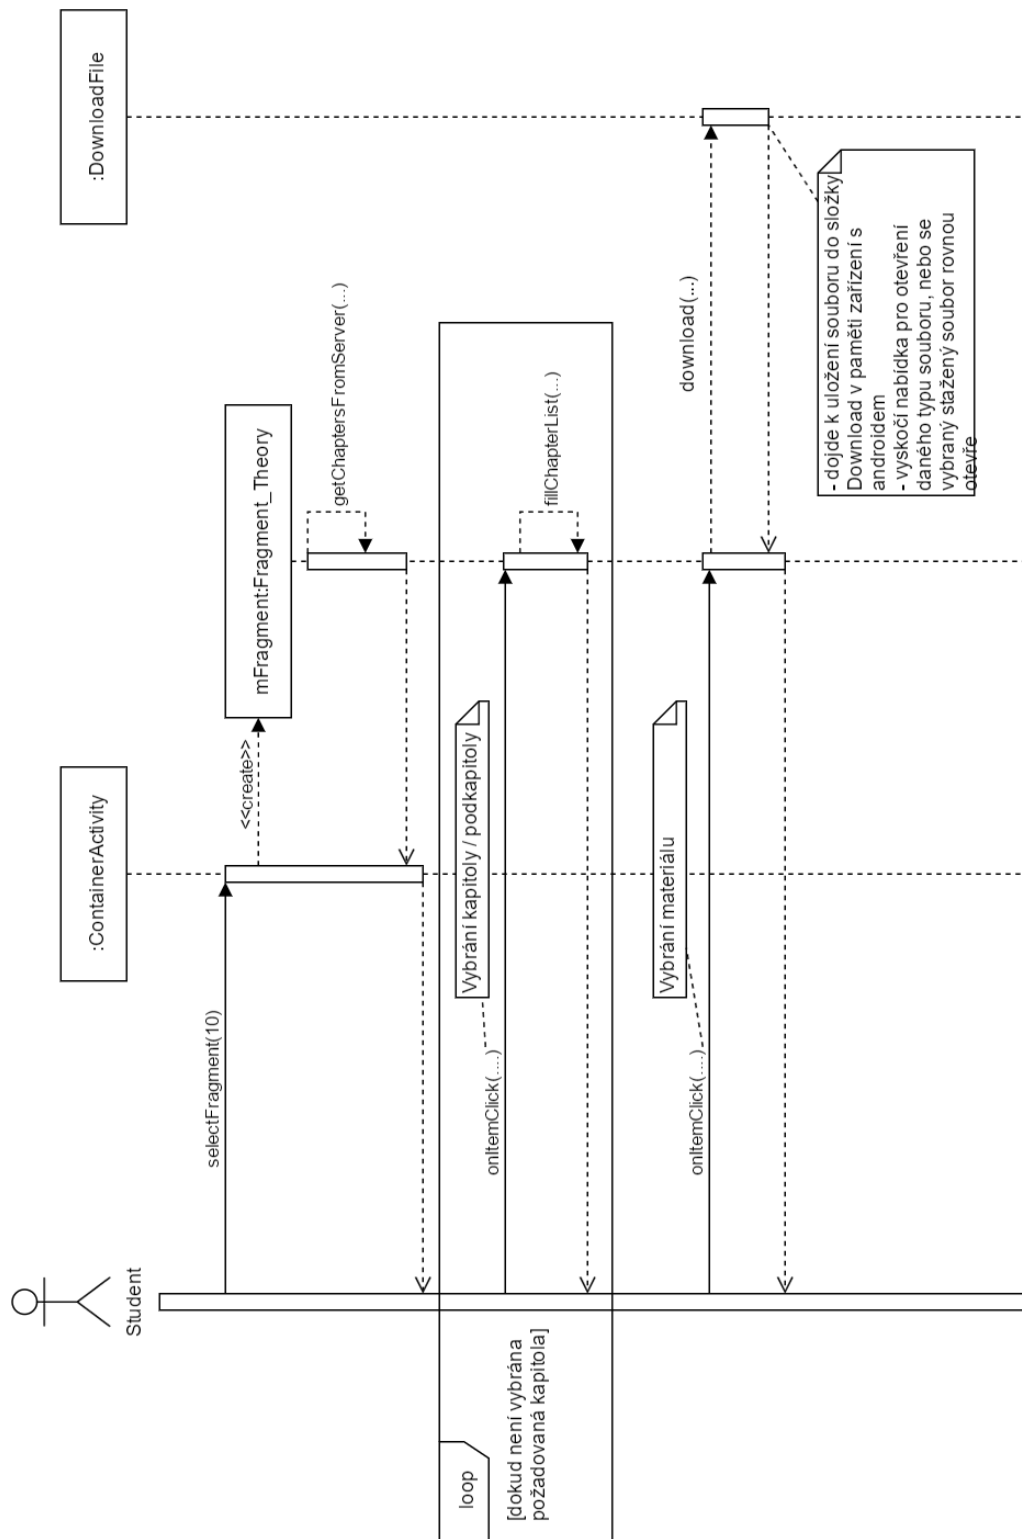 Student
:ContainerActivity
:DownloadFile
selectFragment(10)
<<create>>
mFragment:Fragment_Theory
getChaptersFromServer(...)
loop
[dokud není vybrána
požadovaná kapitola]
Vybrání kapitoly / podkapitoly
onItemClick(....)
fillChapterList(...)
Vybrání materiálu
onItemClick(....)
download(...)
- dojde k uložení souboru do složky
Download v paměti zařízení s
androidem
- vyskočí nabídka pro otevření
daného typu souboru, nebo se
vybraný stažený soubor rovnou
otevře